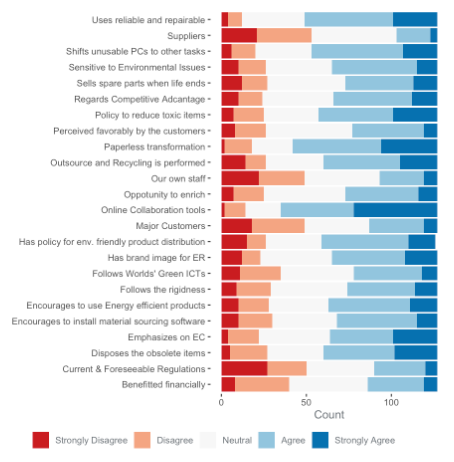 Uses reliable and repairable
Suppliers
Shifts unusable PCs to other tasks
Sensitive to Environmental Issues
Sells spare parts when life ends
Regards Competitive Adcantage
Policy to reduce toxic items
Perceived favorably by the customers
Paperless transformation
Outsource and Recycling is performed
Our own staff
Oppotunity to enrich
Online Collaboration tools
Major Customers
Has policy for env. friendly product distribution
Has brand image for ER
Follows Worlds' Green ICTs
Follows the rigidness
Encourages to use Energy efficient products
Encourages to install material sourcing software
Emphasizes on EC
Disposes the obsolete items
Current & Foreseeable Regulations
Benefitted financially
0 50 100
Count
Strongly Disagree Disagree Neutral Agree Strongly Agree